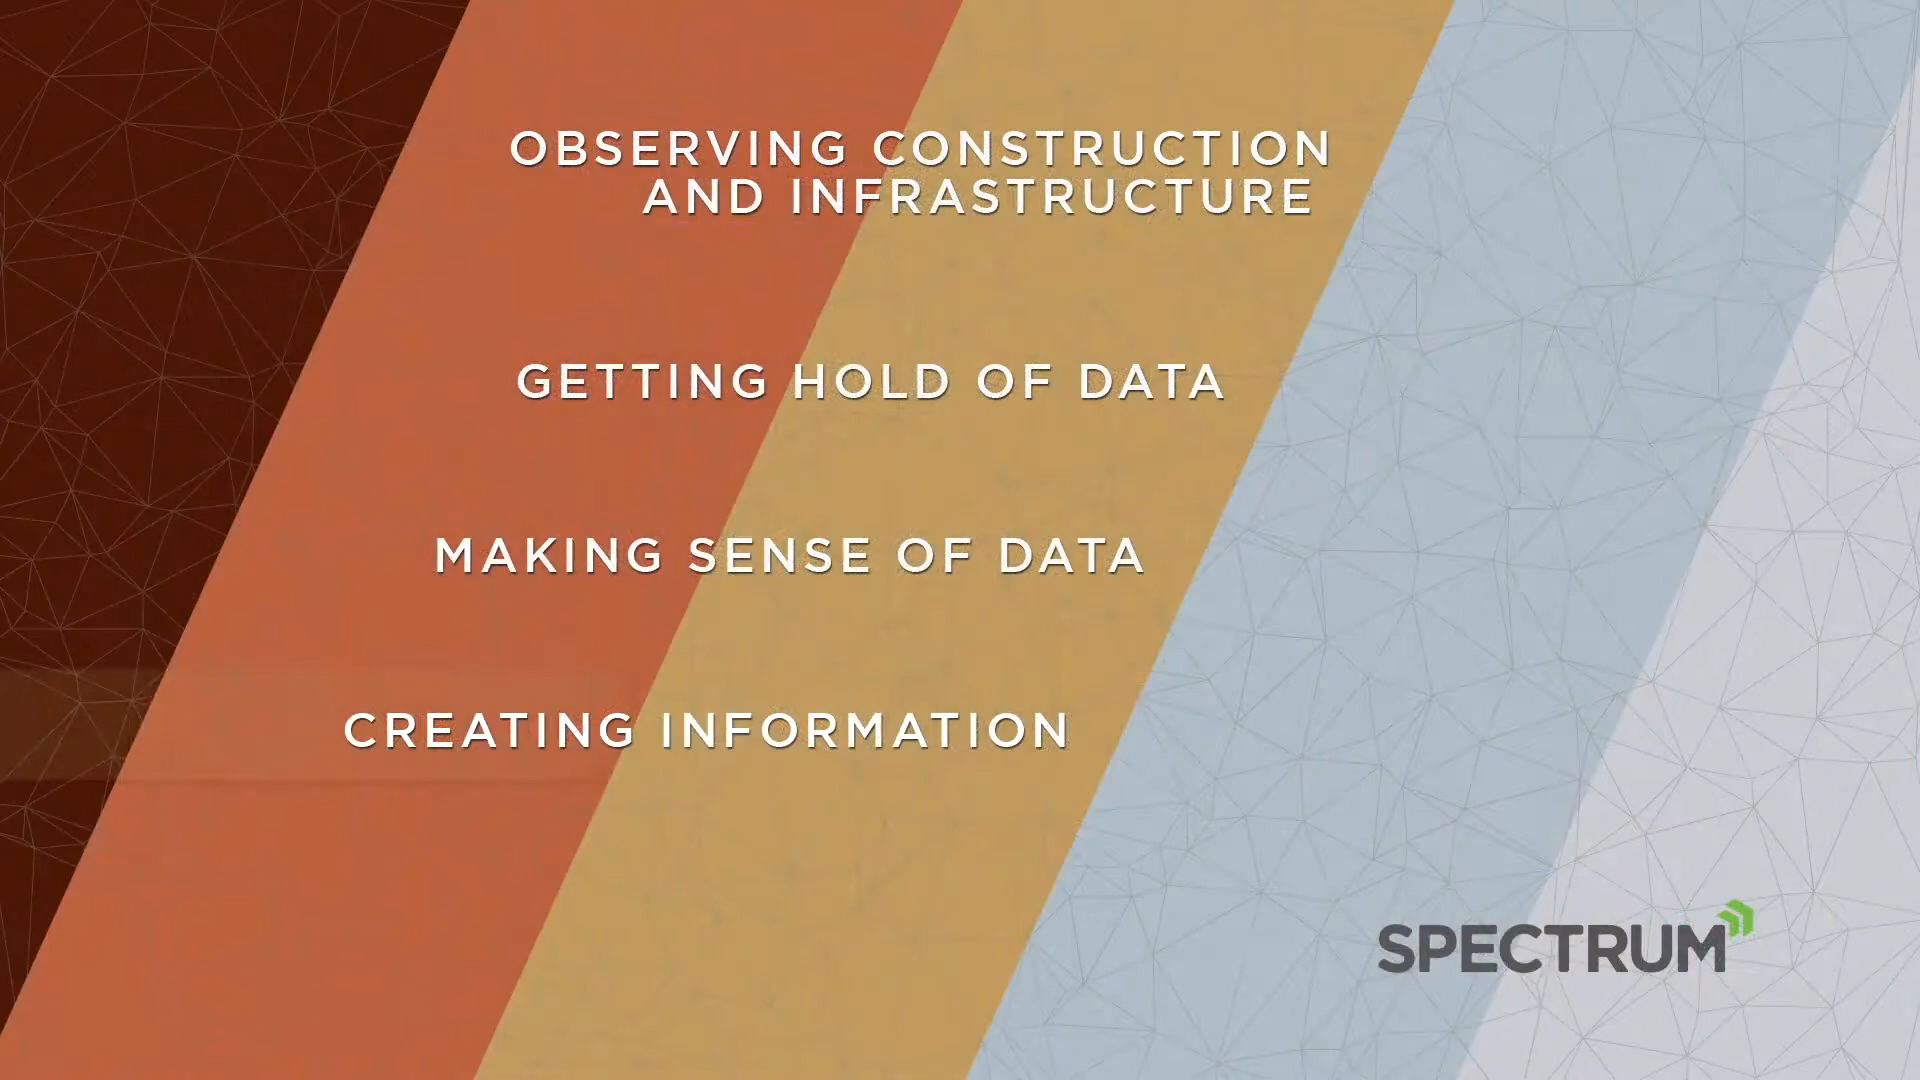 OBSERVING CONSTRUCTION
AND INFRASTRUCTURE
GETTING HOLD OF DATA
MAKING SENSE OF DATA
CREATING INFORMATION
SPECTRUM